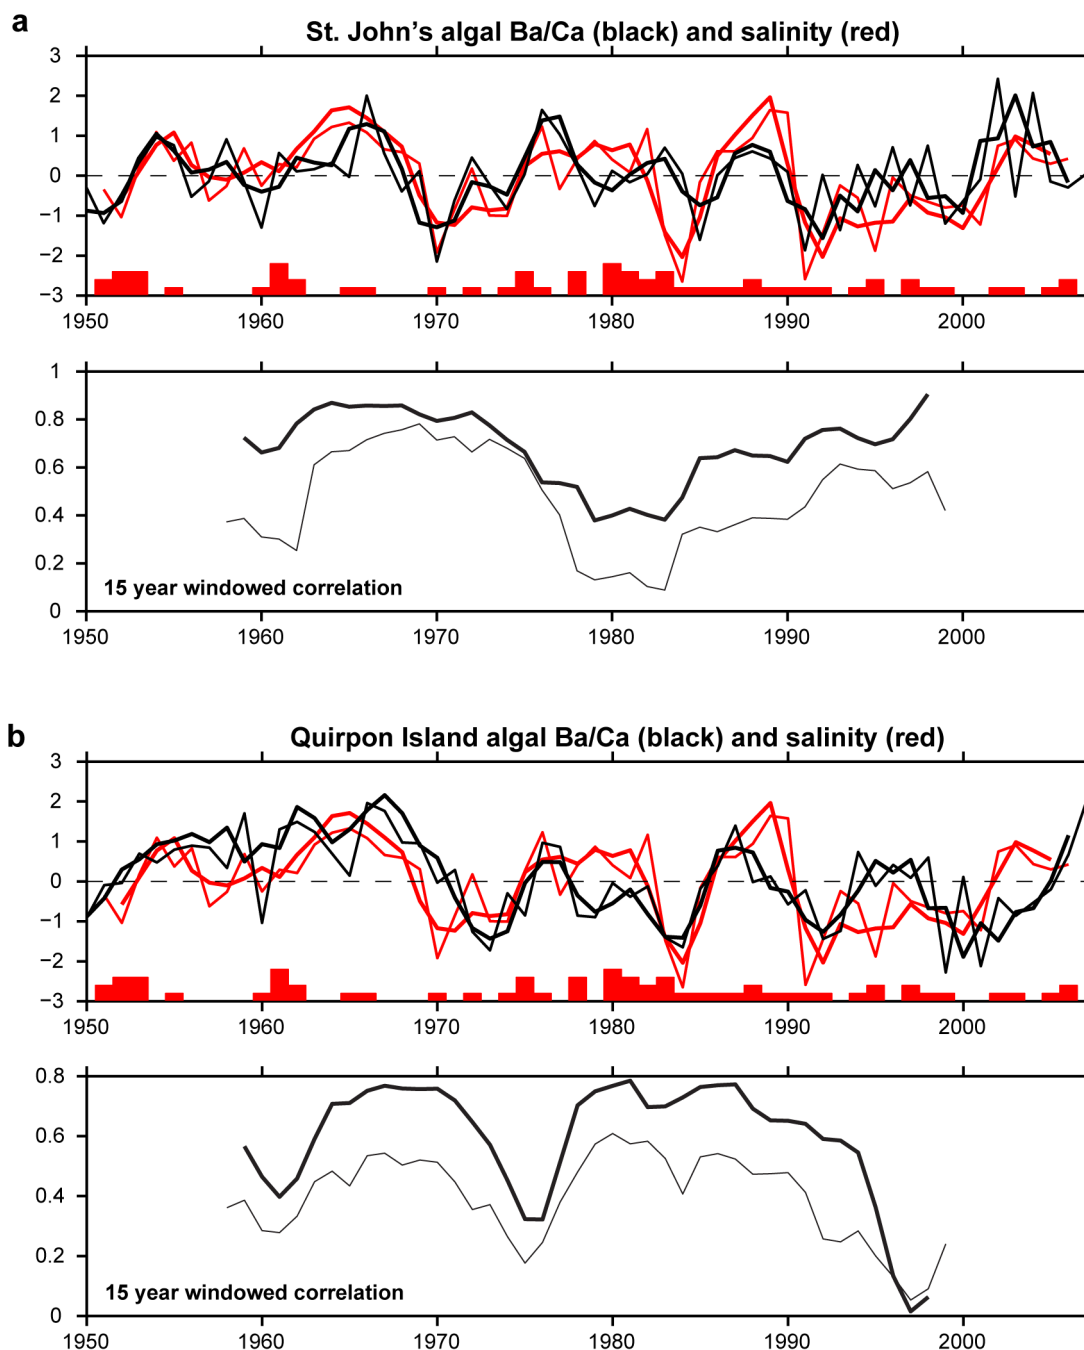 a
St. John’s algal Ba/Ca (black) and salinity (red)
3
2
1
0
−1
−2
−3
1950 1960 1970 1980 1990 2000
1
0.8
0.6
0.4
0.2
0
15 year windowed correlation
1950 1960 1970 1980 1990 2000
b
Quirpon Island algal Ba/Ca (black) and salinity (red)
3
2
1
0
−1
−2
−3
1950 1960 1970 1980 1990 2000
0.8
0.6
0.4
0.2
0
15 year windowed correlation
1950 1960 1970 1980 1990 2000